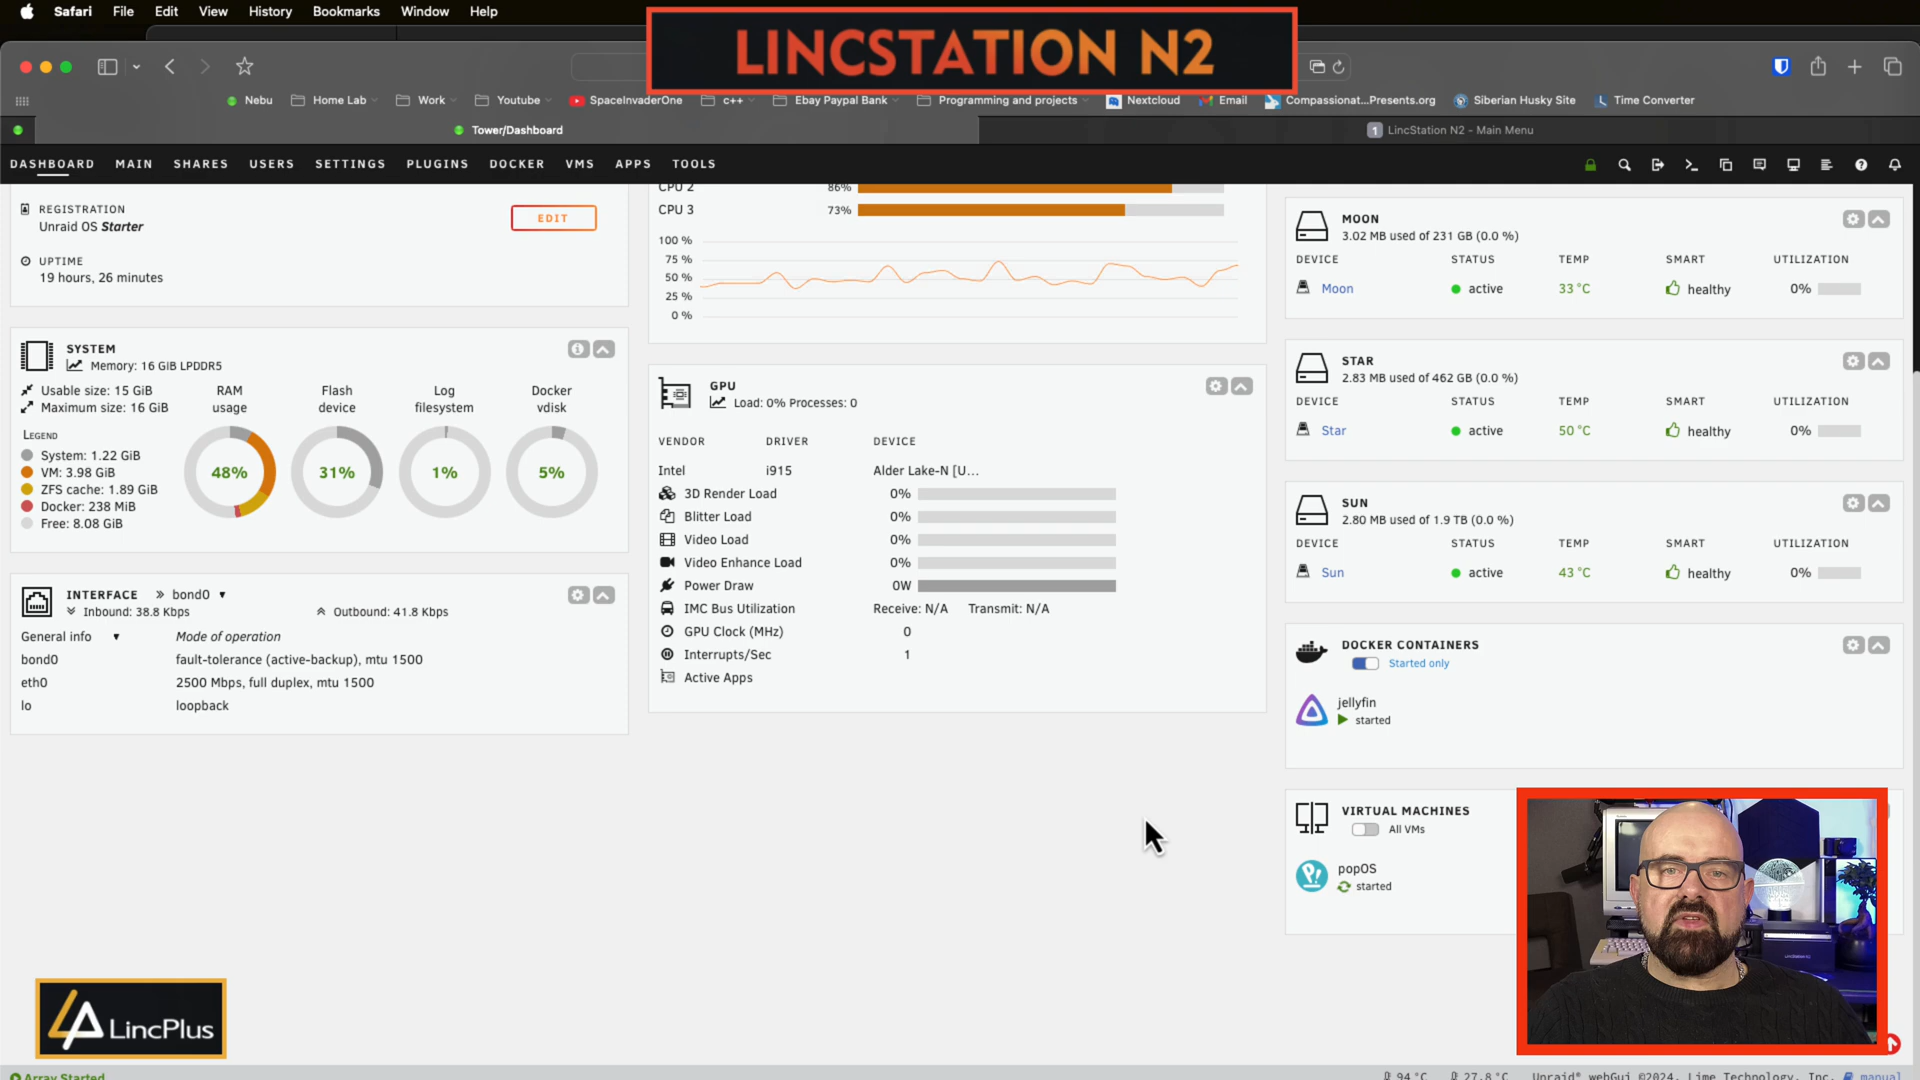 Safari File Edit View History Bookmarks Window Help
LINCSTATION N2
Nebu Home Lab Work Youtube SpaceInvaderOne c++ Ebay Paypal Bank Programming and projects Nextcloud Email Compassionat...Presents.org Siberian Husky Site Time Converter
Tower/Dashboard
1 LincStation N2 - Main Menu
DASHBOARD MAIN SHARES USERS SETTINGS PLUGINS DOCKER VMS APPS TOOLS
REGISTRATION
Unraid OS Starter
EDIT
UPTIME
19 hours, 26 minutes
SYSTEM
Memory: 16 GiB LPDDR5
Usable size: 15 GiB
Maximum size: 16 GiB
LEGEND
System: 1.22 GiB
VM: 3.98 GiB
ZFS cache: 1.89 GiB
Docker: 238 MiB
Free: 8.08 GiB
RAM usage
48%
Flash device
31%
Log filesystem
1%
Docker vdisk
5%
INTERFACE » bond0
Inbound: 38.8 Kbps Outbound: 41.8 Kbps
General info Mode of operation
bond0 fault-tolerance (active-backup), mtu 1500
eth0 2500 Mbps, full duplex, mtu 1500
lo loopback
CPU 2 86%
CPU 3 73%
100 %
75 %
50 %
25 %
0 %
GPU
Load: 0% Processes: 0
VENDOR DRIVER DEVICE
Intel i915 Alder Lake-N [U...
3D Render Load 0%
Blitter Load 0%
Video Load 0%
Video Enhance Load 0%
Power Draw 0W
IMC Bus Utilization Receive: N/A Transmit: N/A
GPU Clock (MHz) 0
Interrupts/Sec 1
Active Apps
MOON
3.02 MB used of 231 GB (0.0 %)
DEVICE STATUS TEMP SMART UTILIZATION
Moon active 33 °C healthy 0%
STAR
2.83 MB used of 462 GB (0.0 %)
DEVICE STATUS TEMP SMART UTILIZATION
Star active 50 °C healthy 0%
SUN
2.80 MB used of 1.9 TB (0.0 %)
DEVICE STATUS TEMP SMART UTILIZATION
Sun active 43 °C healthy 0%
DOCKER CONTAINERS
Started only
jellyfin
started
VIRTUAL MACHINES
All VMs
popOS
started
LincPlus
Array Started
94 °C 27.8 °C Unraid® webGui ©2024, Lime Technology, Inc. manual